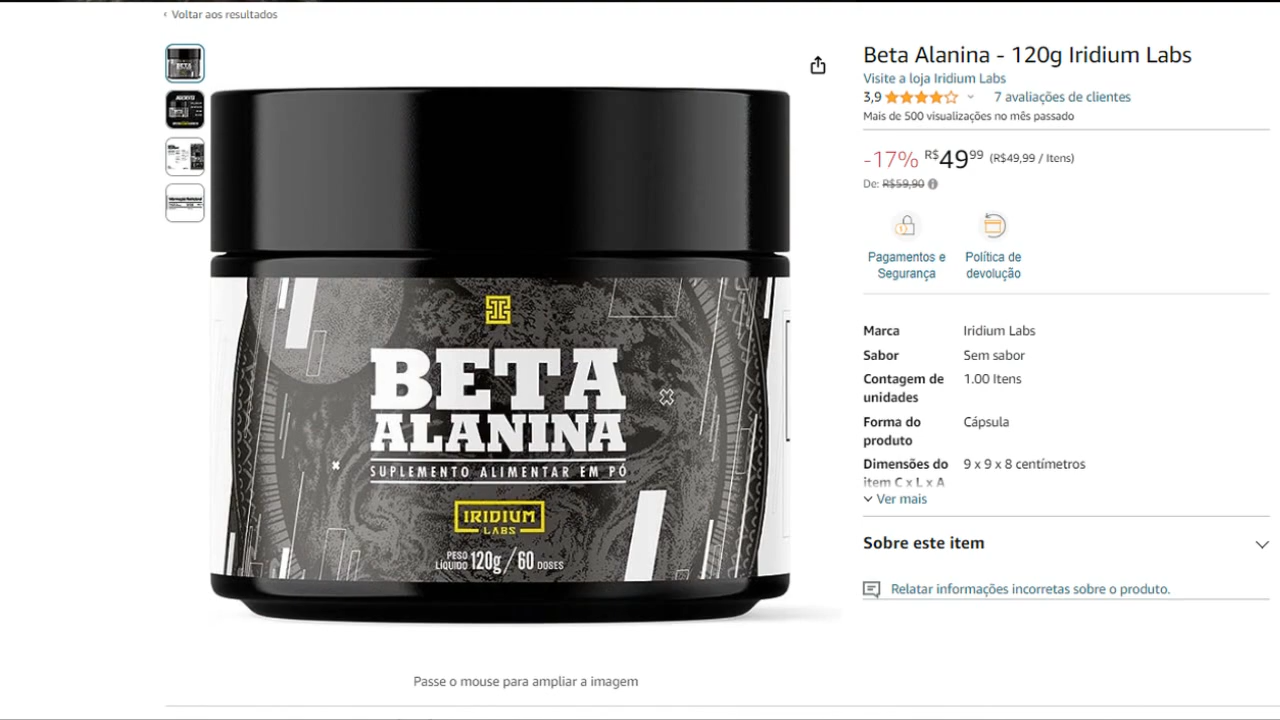 ‹ Voltar aos resultados
Beta Alanina - 120g Iridium Labs
Visite a loja Iridium Labs
3,9
7 avaliações de clientes
Mais de 500 visualizações no mês passado
-17% R$49⁹⁹ (R$49,99 / Itens)
De: R$59,90
Pagamentos e
Segurança
Política de
devolução
Marca Iridium Labs
Sabor Sem sabor
Contagem de
unidades
1.00 Itens
Forma do
produto
Cápsula
Dimensões do
item C x L x A
9 x 9 x 8 centímetros
Ver mais
Sobre este item
Relatar informações incorretas sobre o produto.
BETA
ALANINA
SUPLEMENTO ALIMENTAR EM PÓ
IRIDIUM
LABS
PESO
LÍQUIDO 120g / 60 DOSES
Passe o mouse para ampliar a imagem